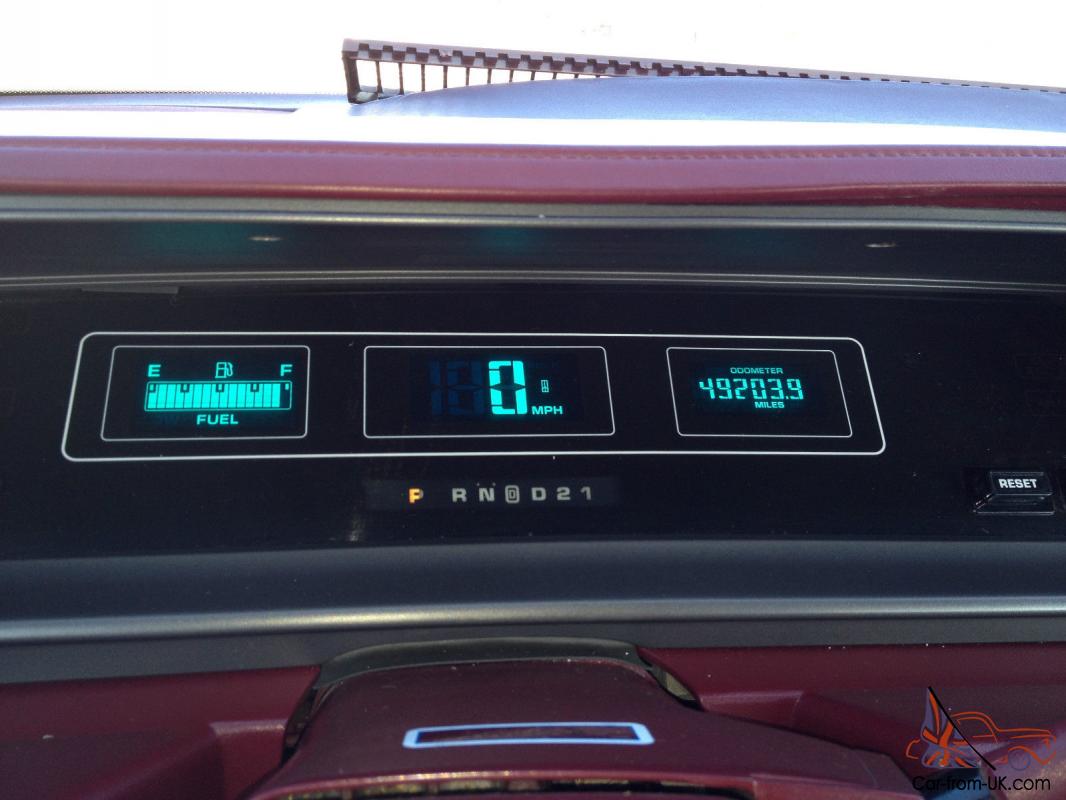 E F
FUEL
0 MPH
ODOMETER
49203.9
MILES
P R N D D 2 1
RESET
Car-from-UK.com